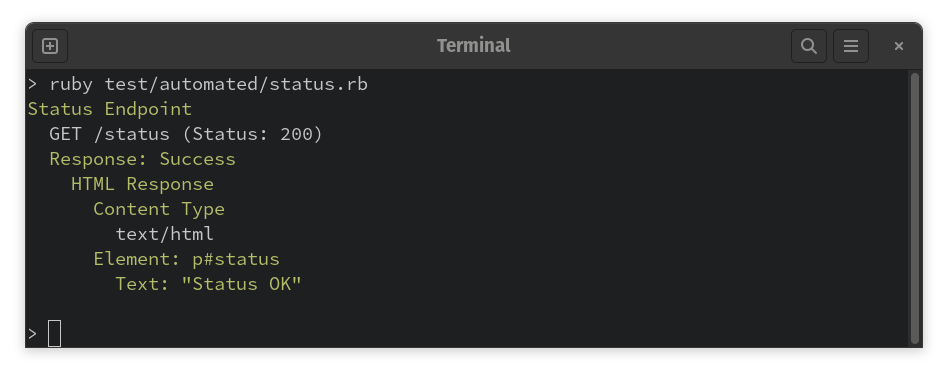 Terminal
> ruby test/automated/status.rb
Status Endpoint
  GET /status (Status: 200)
  Response: Success
    HTML Response
      Content Type
        text/html
      Element: p#status
        Text: "Status OK"
>